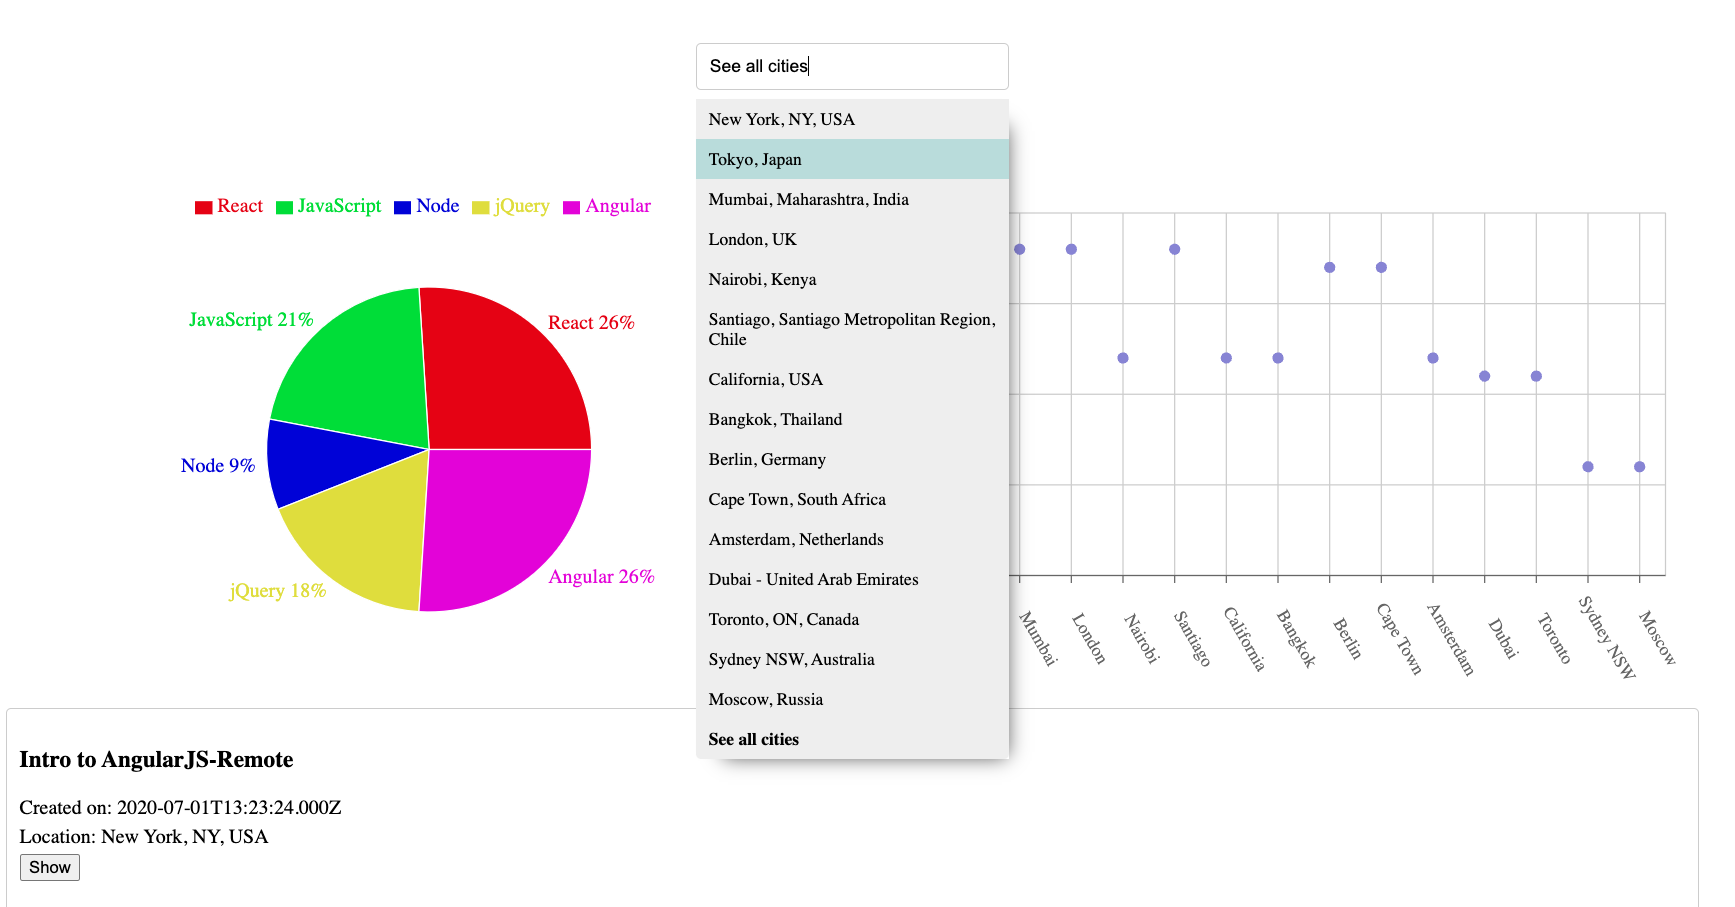 See all cities
New York, NY, USA
Tokyo, Japan
Mumbai, Maharashtra, India
London, UK
Nairobi, Kenya
Santiago, Santiago Metropolitan Region,
Chile
California, USA
Bangkok, Thailand
Berlin, Germany
Cape Town, South Africa
Amsterdam, Netherlands
Dubai - United Arab Emirates
Toronto, ON, Canada
Sydney NSW, Australia
Moscow, Russia
See all cities
React JavaScript Node jQuery Angular
JavaScript 21%
React 26%
Node 9%
jQuery 18%
Angular 26%
Mumbai
London
Nairobi
Santiago
California
Bangkok
Berlin
Cape Town
Amsterdam
Dubai
Toronto
Sydney NSW
Moscow
Intro to AngularJS-Remote
Created on: 2020-07-01T13:23:24.000Z
Location: New York, NY, USA
Show